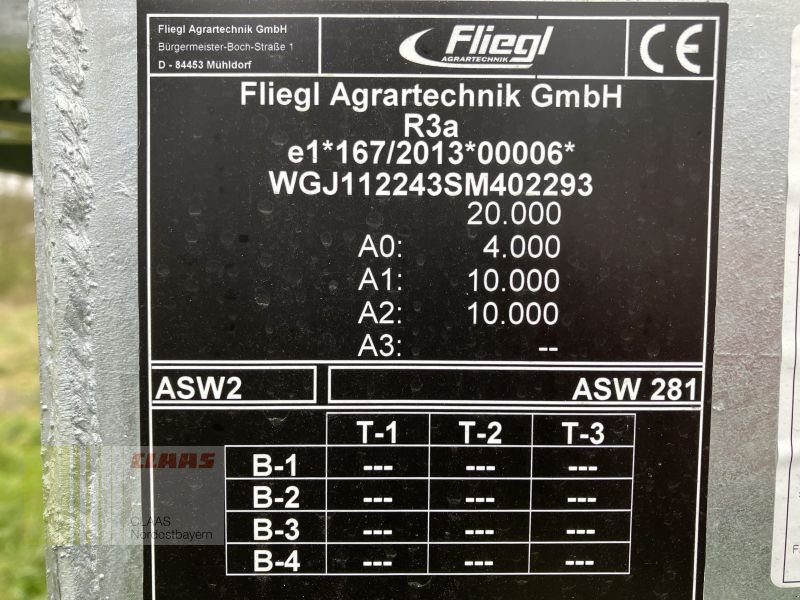 Fliegl Agrartechnik GmbH
Bürgermeister-Boch-Straße 1
D - 84453 Mühldorf
Fliegl
AGRARTECHNIK
CE
Fliegl Agrartechnik GmbH
R3a
e1*167/2013*00006*
WGJ112243SM402293
20.000
A0: 4.000
A1: 10.000
A2: 10.000
A3: --
ASW2 ASW 281
T-1 T-2 T-3
B-1 --- --- ---
B-2 --- --- ---
B-3 --- --- ---
B-4 --- --- ---
CLAAS
CLAAS
Nordostbayern